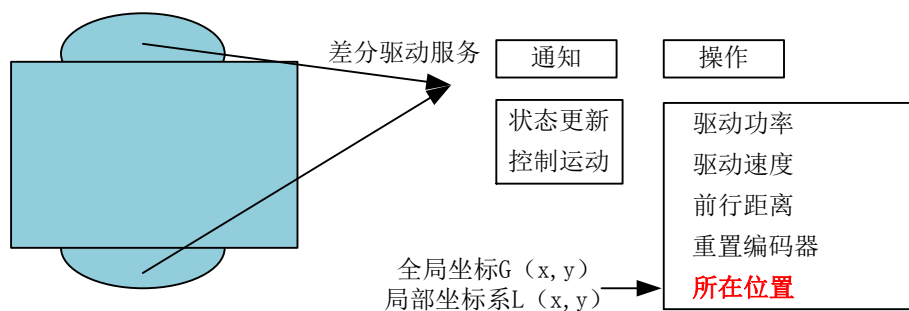 差分驱动服务
通知
操作
状态更新
控制运动
驱动功率
驱动速度
前行距离
重置编码器
所在位置
全局坐标G（x,y）
局部坐标系L（x,y）